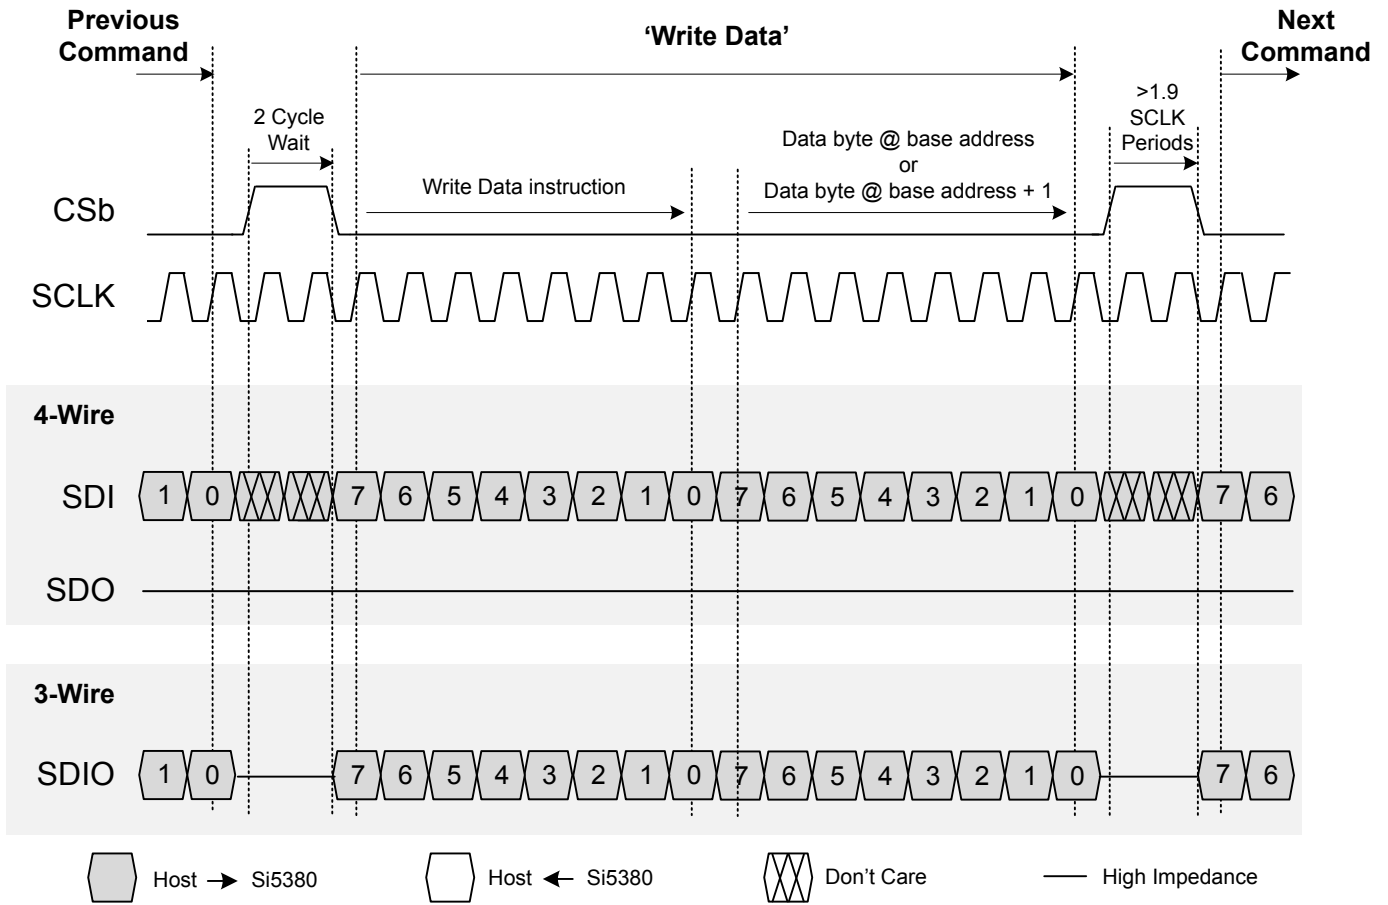 Previous
Command
‘Write Data’
Next
Command
2 Cycle
Wait
>1.9
SCLK
Periods
Write Data instruction
Data byte @ base address
or
Data byte @ base address + 1
CSb
SCLK
4-Wire
SDI 1 0 7 6 5 4 3 2 1 0 7 6 5 4 3 2 1 0 7 6
SDO
3-Wire
SDIO 1 0 7 6 5 4 3 2 1 0 7 6 5 4 3 2 1 0 7 6
Host Si5380
Host Si5380
Don’t Care
High Impedance